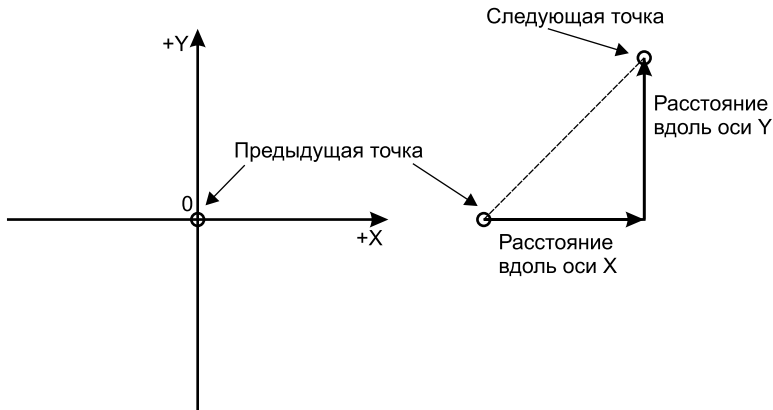 Следующая точка
+Y
Расстояние
вдоль оси Y
Предыдущая точка
0
+X
Расстояние
вдоль оси X